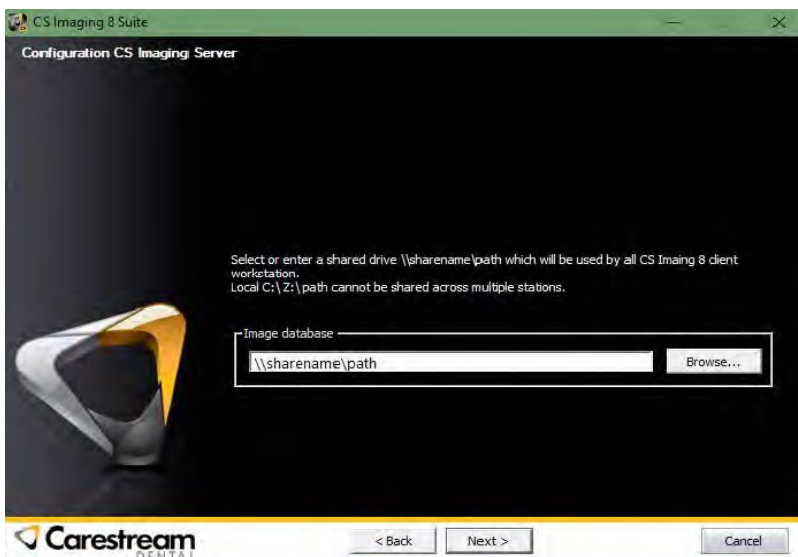 CS Imaging 8 Suite
Configuration CS Imaging Server
Select or enter a shared drive \\sharename\path which will be used by all CS Imaing 8 client
workstation.
Local C:\ Z:\ path cannot be shared across multiple stations.
Image database
\\sharename\path
Browse...
Carestream
DENTAL
< Back
Next >
Cancel